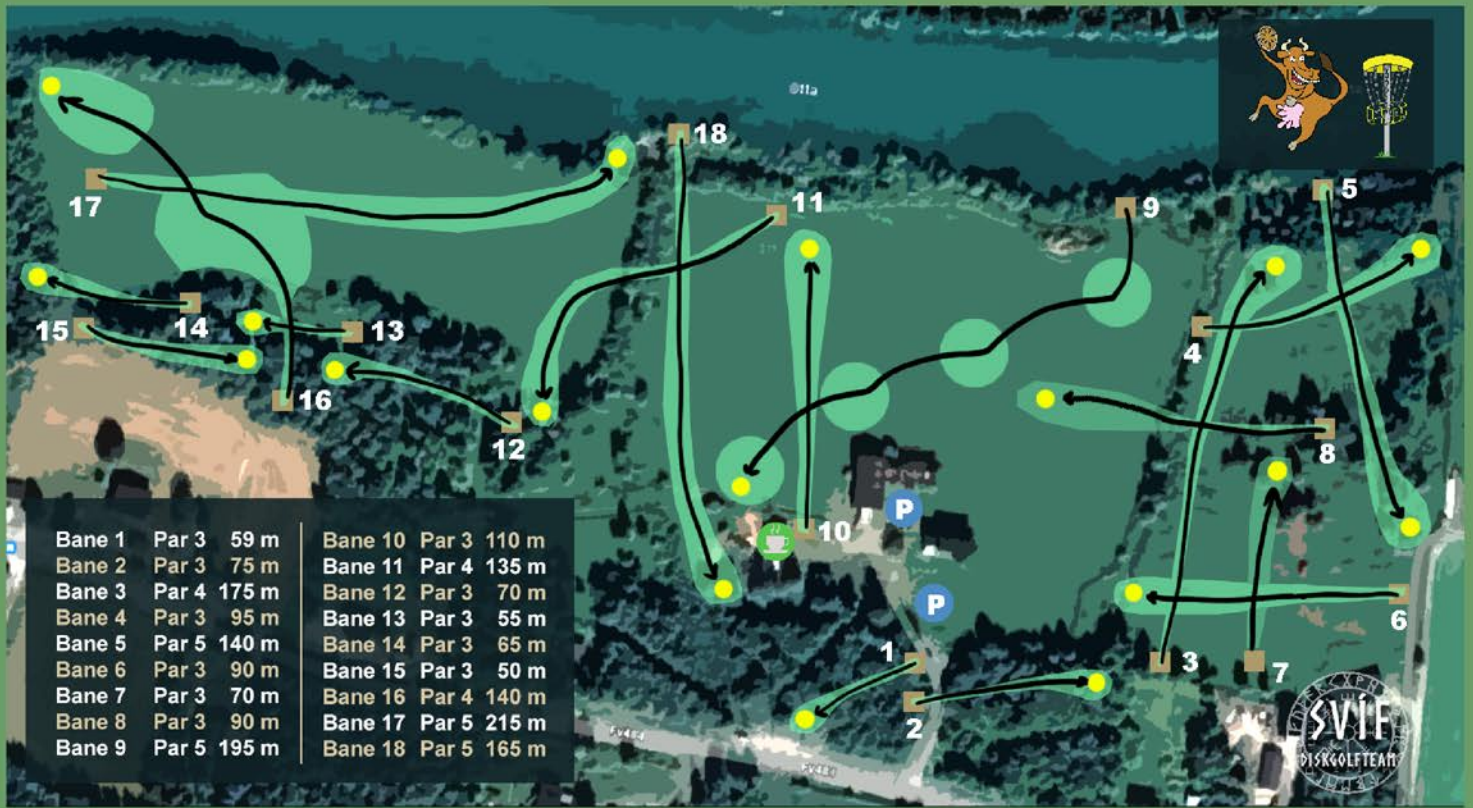 Otta
18
5
11
9
17
4
14
15
13
16
12
8
P
10
P
6
1
3
7
2
Bane 1 Par 3 59 m
Bane 2 Par 3 75 m
Bane 3 Par 4 175 m
Bane 4 Par 3 95 m
Bane 5 Par 5 140 m
Bane 6 Par 3 90 m
Bane 7 Par 3 70 m
Bane 8 Par 3 90 m
Bane 9 Par 5 195 m
Bane 10 Par 3 110 m
Bane 11 Par 4 135 m
Bane 12 Par 3 70 m
Bane 13 Par 3 55 m
Bane 14 Par 3 65 m
Bane 15 Par 3 50 m
Bane 16 Par 4 140 m
Bane 17 Par 5 215 m
Bane 18 Par 5 165 m
Fv484
Fv484
SVÍF
DISKGOLFTEAM